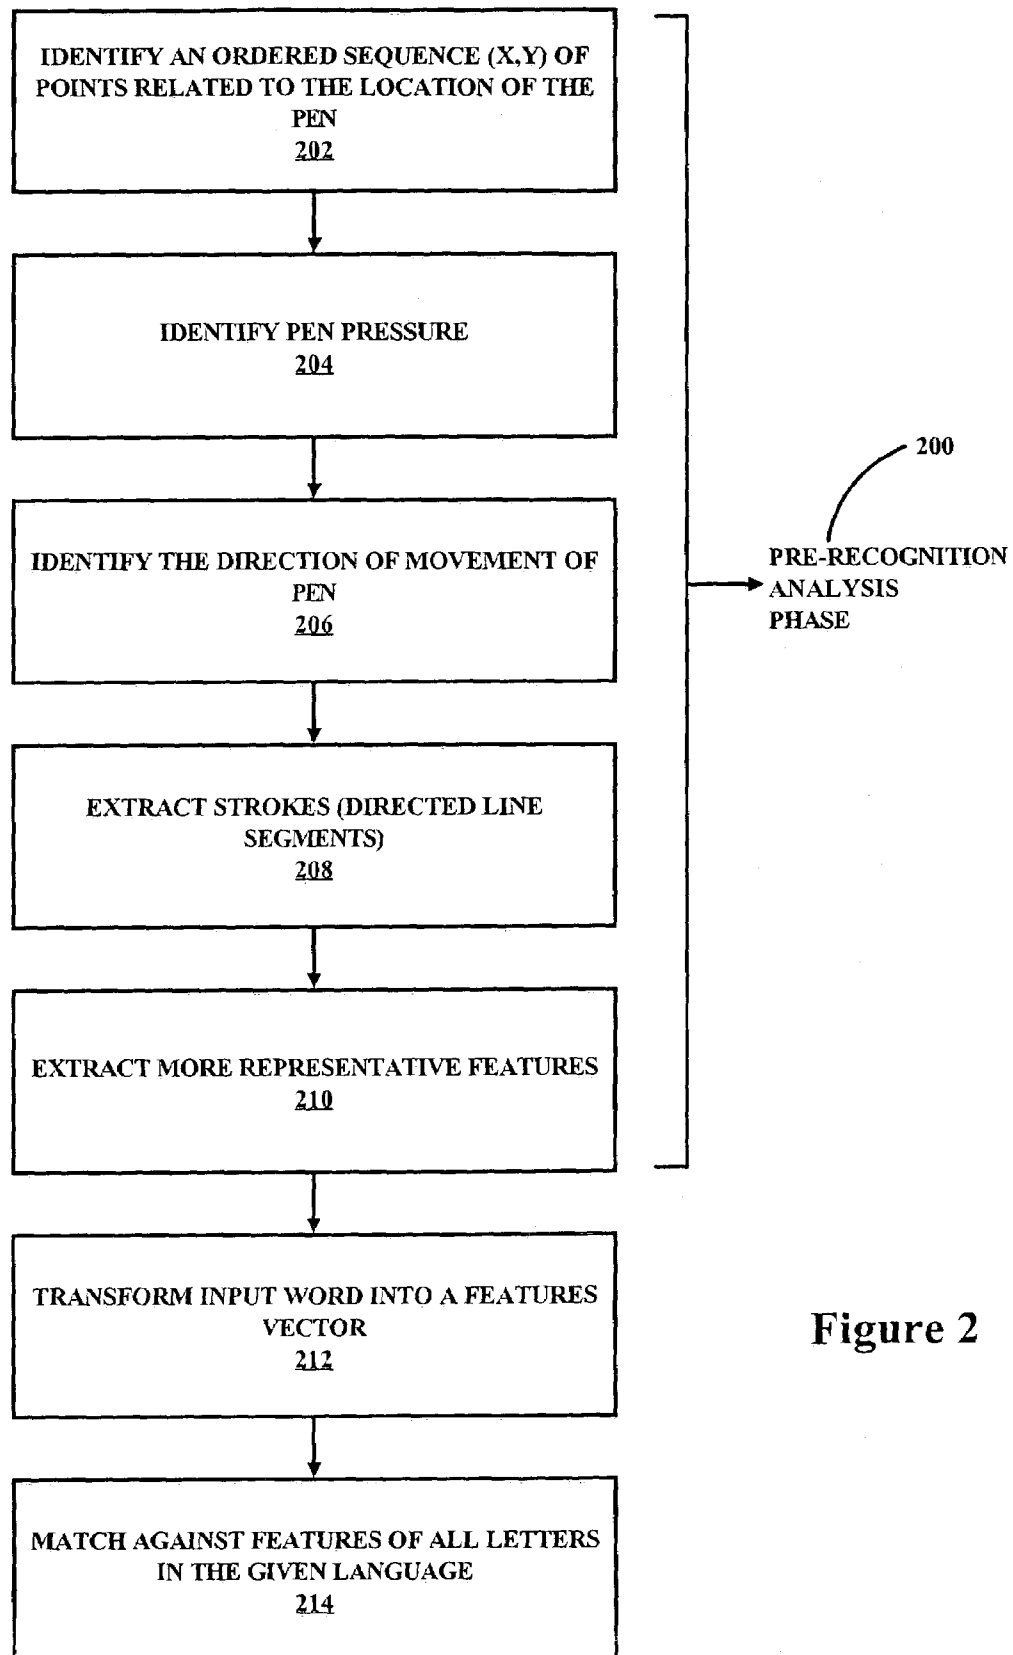 IDENTIFY AN ORDERED SEQUENCE (X,Y) OF
POINTS RELATED TO THE LOCATION OF THE
PEN
202
IDENTIFY PEN PRESSURE
204
200
IDENTIFY THE DIRECTION OF MOVEMENT OF
PEN
206
PRE-RECOGNITION
ANALYSIS
PHASE
EXTRACT STROKES (DIRECTED LINE
SEGMENTS)
208
EXTRACT MORE REPRESENTATIVE FEATURES
210
TRANSFORM INPUT WORD INTO A FEATURES
VECTOR
212
Figure 2
MATCH AGAINST FEATURES OF ALL LETTERS
IN THE GIVEN LANGUAGE
214